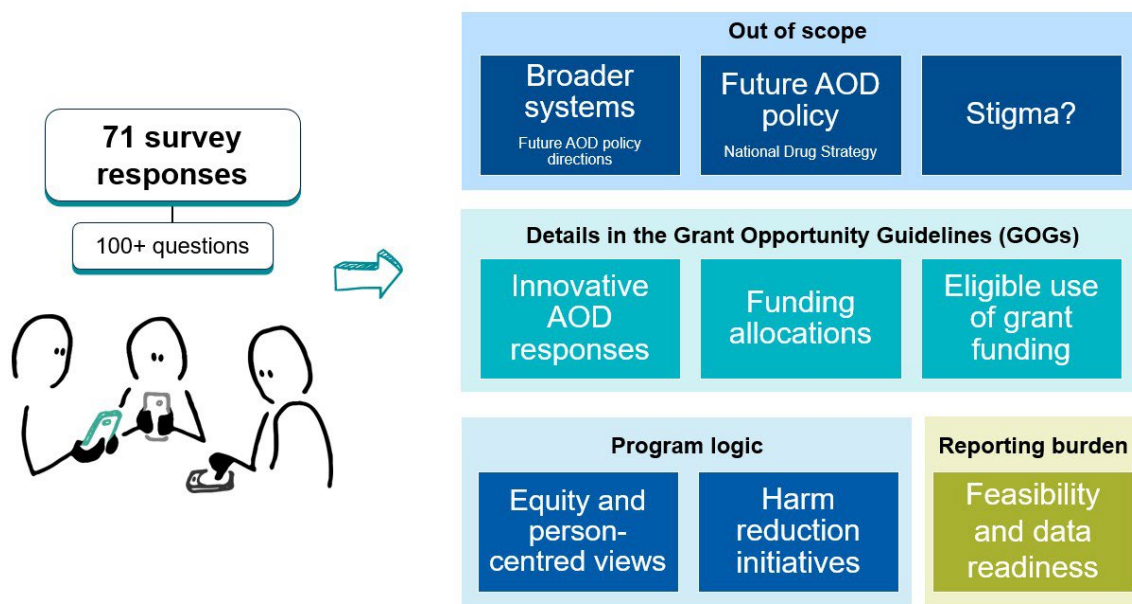 71 survey
responses
100+ questions
Out of scope
Broader
systems
Future AOD policy
directions
Future AOD
policy
National Drug Strategy
Stigma?
Details in the Grant Opportunity Guidelines (GOGs)
Innovative
AOD
responses
Funding
allocations
Eligible use
of grant
funding
Program logic
Equity and
person-
centred views
Harm
reduction
initiatives
Reporting burden
Feasibility
and data
readiness